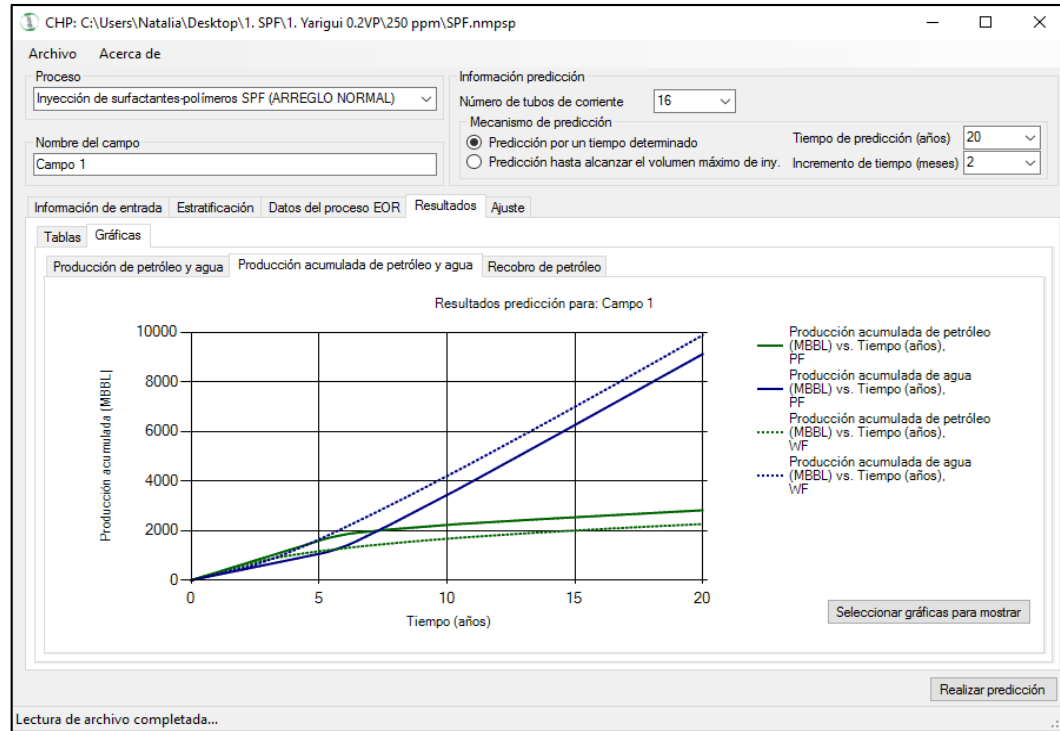 CHP: C:\Users\Natalia\Desktop\1. SPF\1. Yarigui 0.2VP\250 ppm\SPF.nmpsp
Archivo Acerca de
Proceso
Inyección de surfactantes-polímeros SPF (ARREGLO NORMAL)
Nombre del campo
Campo 1
Información predicción
Número de tubos de corriente 16
Mecanismo de predicción
Predicción por un tiempo determinado
Predicción hasta alcanzar el volumen máximo de iny.
Tiempo de predicción (años) 20
Incremento de tiempo (meses) 2
Información de entrada Estratificación Datos del proceso EOR Resultados Ajuste
Tablas Gráficas
Producción de petróleo y agua Producción acumulada de petróleo y agua Recobro de petróleo
Resultados predicción para: Campo 1
Producción acumulada [MBBL]
10000
8000
6000
4000
2000
0
0 5 10 15 20
Tiempo (años)
Producción acumulada de petróleo
(MBBL) vs. Tiempo (años),
PF
Producción acumulada de agua
(MBBL) vs. Tiempo (años),
PF
Producción acumulada de petróleo
(MBBL) vs. Tiempo (años),
WF
Producción acumulada de agua
(MBBL) vs. Tiempo (años),
WF
Seleccionar gráficas para mostrar
Realizar predicción
Lectura de archivo completada...